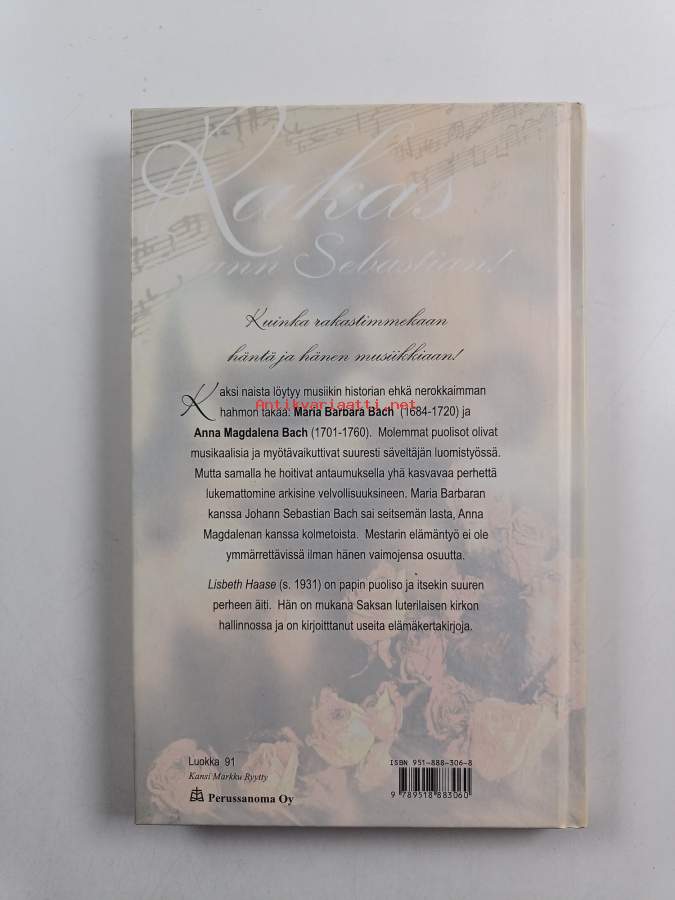 Rakas
ann Sebastian!
Kuinka rakastimmekaan
häntä ja hänen musiikkiaan!
Kaksi naista löytyy musiikin historian ehkä nerokkaimman
hahmon takaa: Maria Barbara Bach (1684-1720) ja
Antikvariaatti.net
Anna Magdalena Bach (1701-1760). Molemmat puolisot olivat
musikaalisia ja myötävaikuttivat suuresti säveltäjän luomistyössä.
Mutta samalla he hoitivat antaumuksella yhä kasvavaa perhettä
lukemattomine arkisine velvollisuuksineen. Maria Barbaran
kanssa Johann Sebastian Bach sai seitsemän lasta, Anna
Magdalenan kanssa kolmetoista. Mestarin elämäntyö ei ole
ymmärrettävissä ilman hänen vaimojensa osuutta.
Lisbeth Haase (s. 1931) on papin puoliso ja itsekin suuren
perheen äiti. Hän on mukana Saksan luterilaisen kirkon
hallinnossa ja on kirjoitttanut useita elämäkertakirjoja.
Luokka 91
Kansi Markku Ryytty
Perussanoma Oy
ISBN 951-888-306-8
9 789518 883060